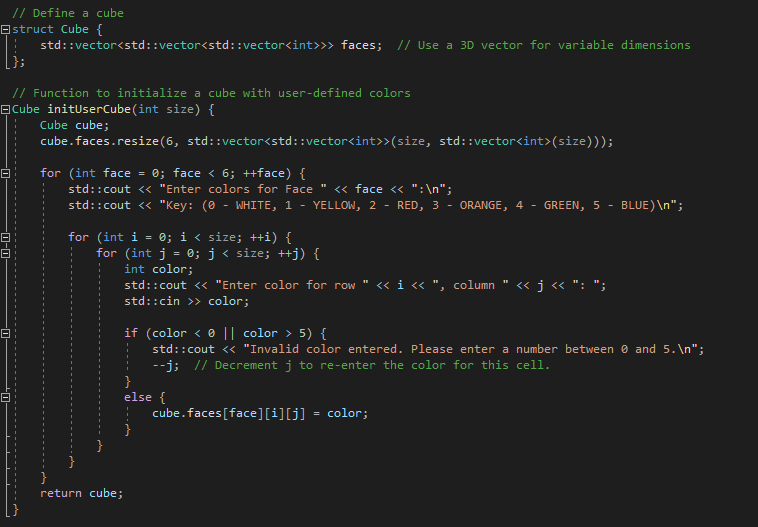 // Define a cube
struct Cube {
    std::vector<std::vector<std::vector<int>>> faces;  // Use a 3D vector for variable dimensions
};
// Function to initialize a cube with user-defined colors
Cube initUserCube(int size) {
    Cube cube;
    cube.faces.resize(6, std::vector<std::vector<int>>(size, std::vector<int>(size)));
    for (int face = 0; face < 6; ++face) {
        std::cout << "Enter colors for Face " << face << ":\n";
        std::cout << "Key: (0 - WHITE, 1 - YELLOW, 2 - RED, 3 - ORANGE, 4 - GREEN, 5 - BLUE)\n";
        for (int i = 0; i < size; ++i) {
            for (int j = 0; j < size; ++j) {
                int color;
                std::cout << "Enter color for row " << i << ", column " << j << ": ";
                std::cin >> color;
                if (color < 0 || color > 5) {
                    std::cout << "Invalid color entered. Please enter a number between 0 and 5.\n";
                    --j;  // Decrement j to re-enter the color for this cell.
                }
                else {
                    cube.faces[face][i][j] = color;
                }
            }
        }
    }
    return cube;
}